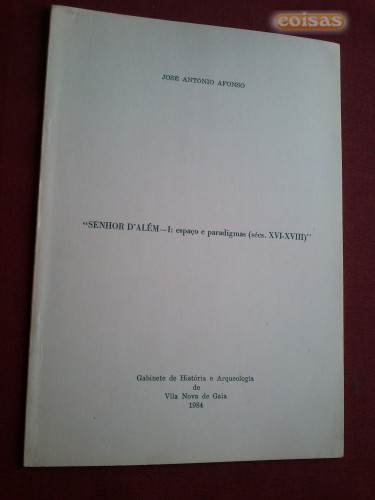 coisas
JOSÉ ANTÓNIO AFONSO
"SENHOR D'ALÉM—I: espaço e paradigmas (sécs. XVI-XVIII)"
Gabinete de História e Arqueologia
de
Vila Nova de Gaia
1984